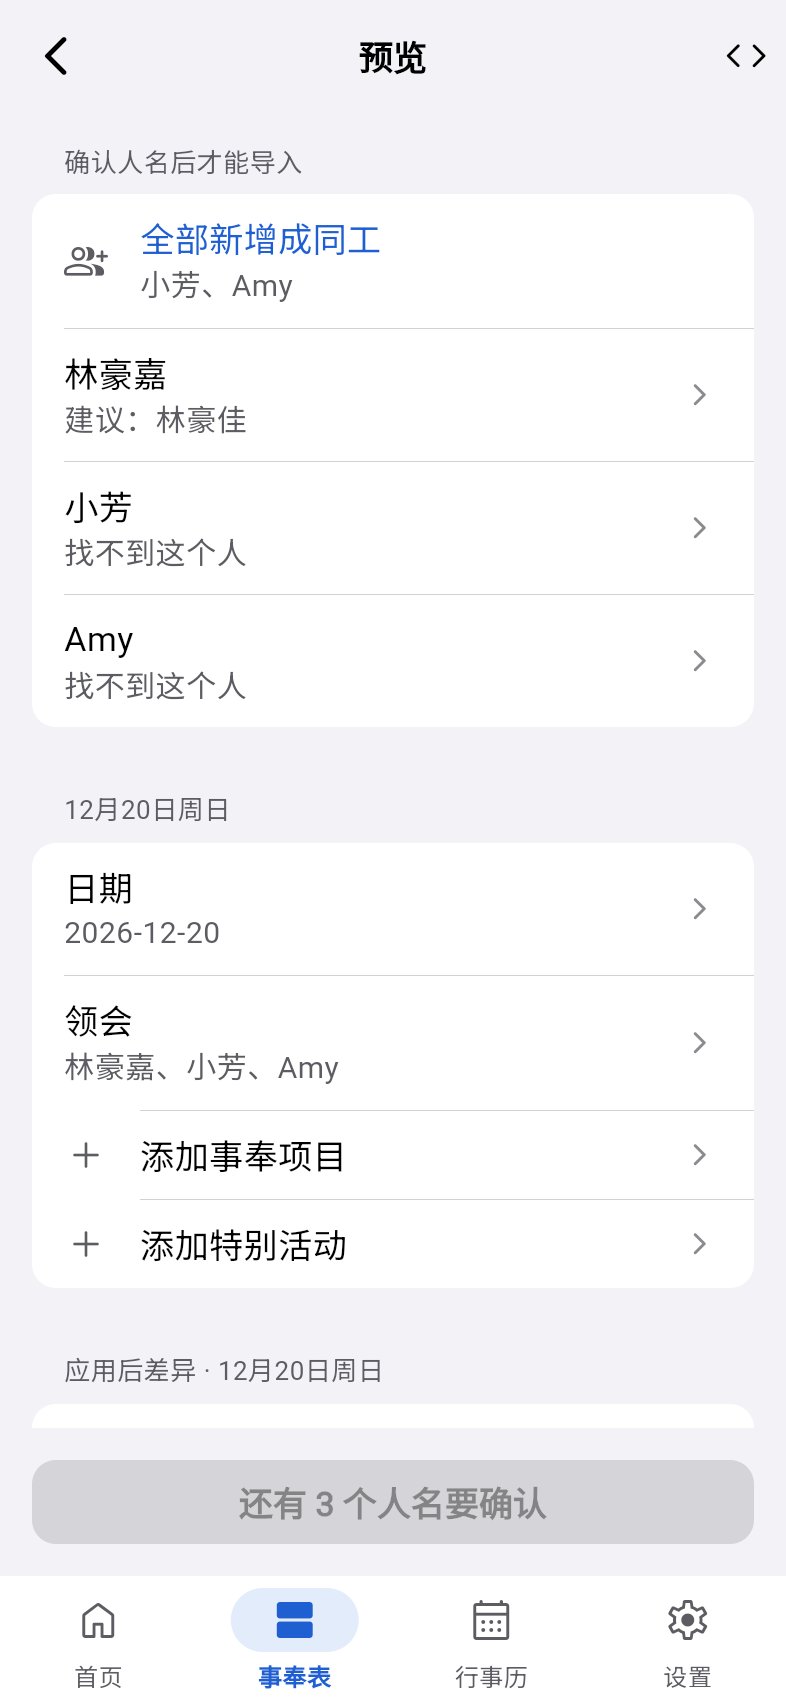 预览
确认人名后才能导入
全部新增成同工
小芳、Amy
林豪嘉
建议：林豪佳
小芳
找不到这个人
Amy
找不到这个人
12月20日周日
日期
2026-12-20
领会
林豪嘉、小芳、Amy
添加事奉项目
添加特别活动
应用后差异 · 12月20日周日
还有 3 个人名要确认
首页
事奉表
行事历
设置